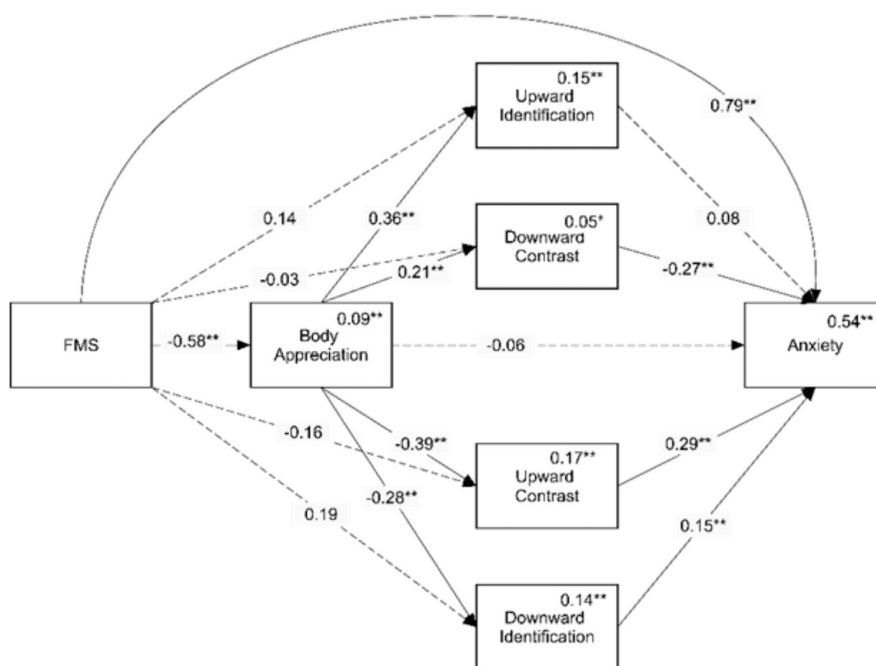 0.15**
Upward
Identification
0.79**
0.14
0.36**
0.05*
Downward
Contrast
0.08
-0.03
0.21**
-0.27**
FMS
-0.58**
0.09**
Body
Appreciation
-0.06
0.54**
Anxiety
-0.16
-0.39**
0.17**
Upward
Contrast
0.29**
-0.28**
0.19
0.15**
0.14**
Downward
Identification